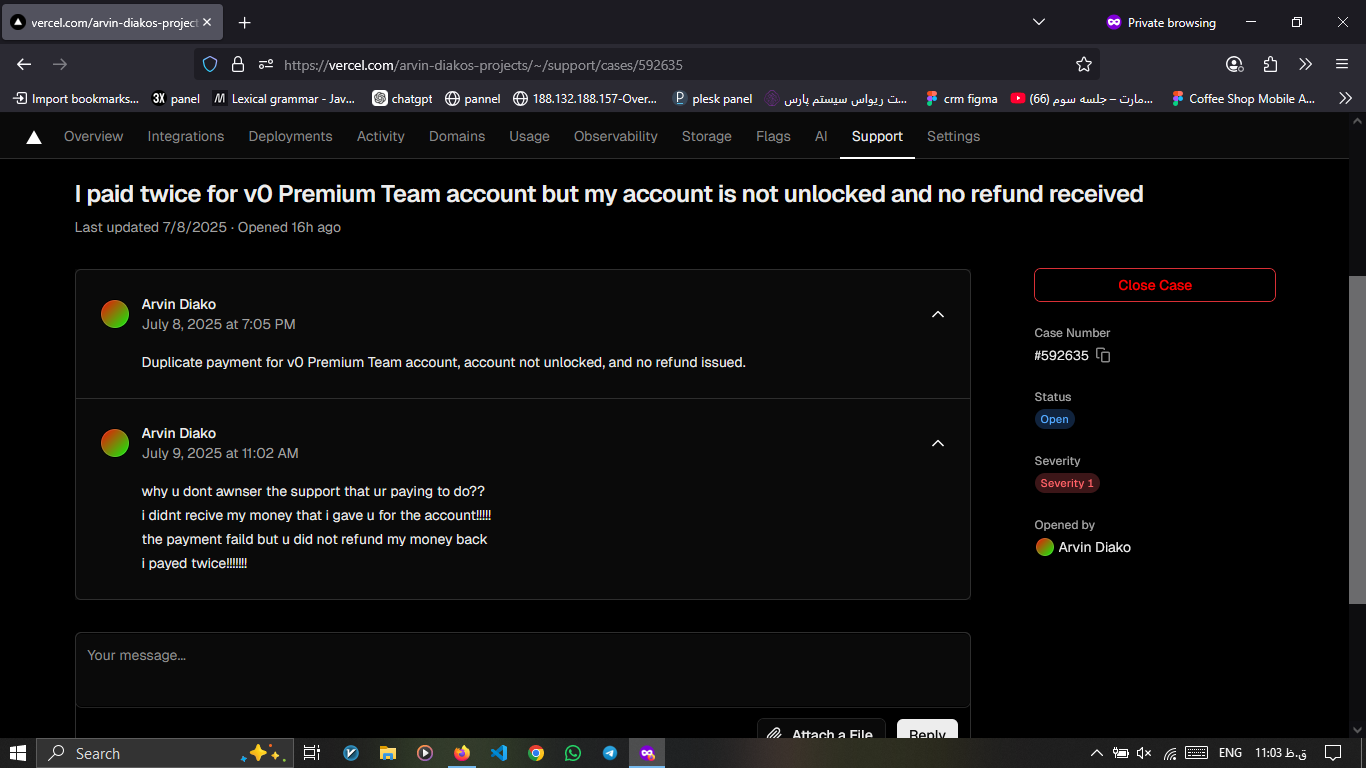 vercel.com/arvin-diakos-project
Private browsing
https://vercel.com/arvin-diakos-projects/~/support/cases/592635
Import bookmarks...
3X panel
Lexical grammar - Jav...
chatgpt
pannel
188.132.188.157-Over...
plesk panel
ت ریواس سیستم پارس...
crm figma
مارت – جلسه سوم (66)...
Coffee Shop Mobile A...
Overview
Integrations
Deployments
Activity
Domains
Usage
Observability
Storage
Flags
AI
Support
Settings
I paid twice for v0 Premium Team account but my account is not unlocked and no refund received
Last updated 7/8/2025 · Opened 16h ago
Arvin Diako
July 8, 2025 at 7:05 PM
Duplicate payment for v0 Premium Team account, account not unlocked, and no refund issued.
Arvin Diako
July 9, 2025 at 11:02 AM
why u dont awnser the support that ur paying to do??
i didnt recive my money that i gave u for the account!!!!!
the payment faild but u did not refund my money back
i payed twice!!!!!!!
Your message...
Attach a File
Reply
Close Case
Case Number
#592635
Status
Open
Severity
Severity 1
Opened by
Arvin Diako
Search
ENG
11:03 ق.ظ